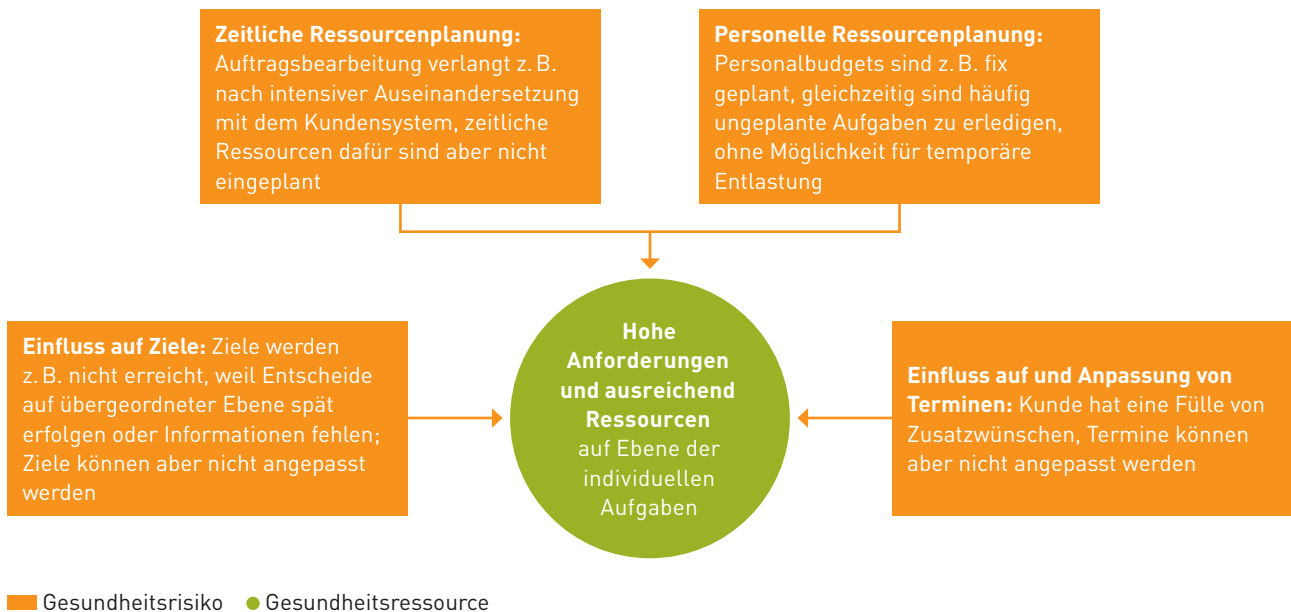 Zeitliche Ressourcenplanung:
Auftragsbearbeitung verlangt z. B.
nach intensiver Auseinandersetzung
mit dem Kundensystem, zeitliche
Ressourcen dafür sind aber nicht
eingeplant
Personelle Ressourcenplanung:
Personalbudgets sind z. B. fix
geplant, gleichzeitig sind häufig
ungeplante Aufgaben zu erledigen,
ohne Möglichkeit für temporäre
Entlastung
Einfluss auf Ziele: Ziele werden
z. B. nicht erreicht, weil Entscheide
auf übergeordneter Ebene spät
erfolgen oder Informationen fehlen;
Ziele können aber nicht angepasst
werden
Hohe
Anforderungen
und ausreichend
Ressourcen
auf Ebene der
individuellen
Aufgaben
Einfluss auf und Anpassung von
Terminen: Kunde hat eine Fülle von
Zusatzwünschen, Termine können
aber nicht angepasst werden
Gesundheitsrisiko Gesundheitsressource